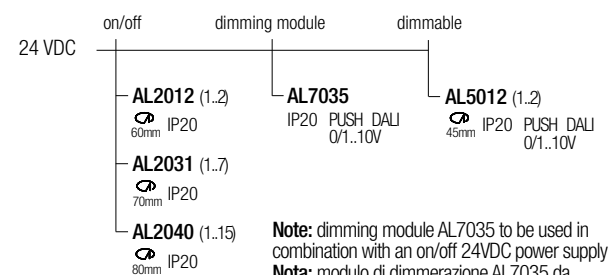 on/off dimming module dimmable
24 VDC
AL2012 (1..2) AL7035 AL5012 (1..2)
60mm IP20 IP20 PUSH DALI 45mm IP20 PUSH DALI
0/1..10V 0/1..10V
AL2031 (1..7)
70mm IP20
AL2040 (1..15) Note: dimming module AL7035 to be used in
80mm IP20 combination with an on/off 24VDC power supply
Nota: modulo di dimmerazione AL7035 da